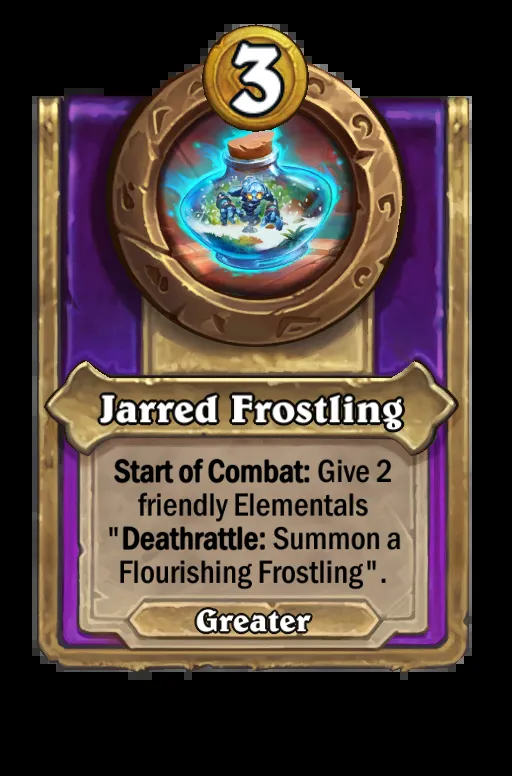 3
Jarred Frostling
Start of Combat: Give 2
friendly Elementals
"Deathrattle: Summon a
Flourishing Frostling".
Greater